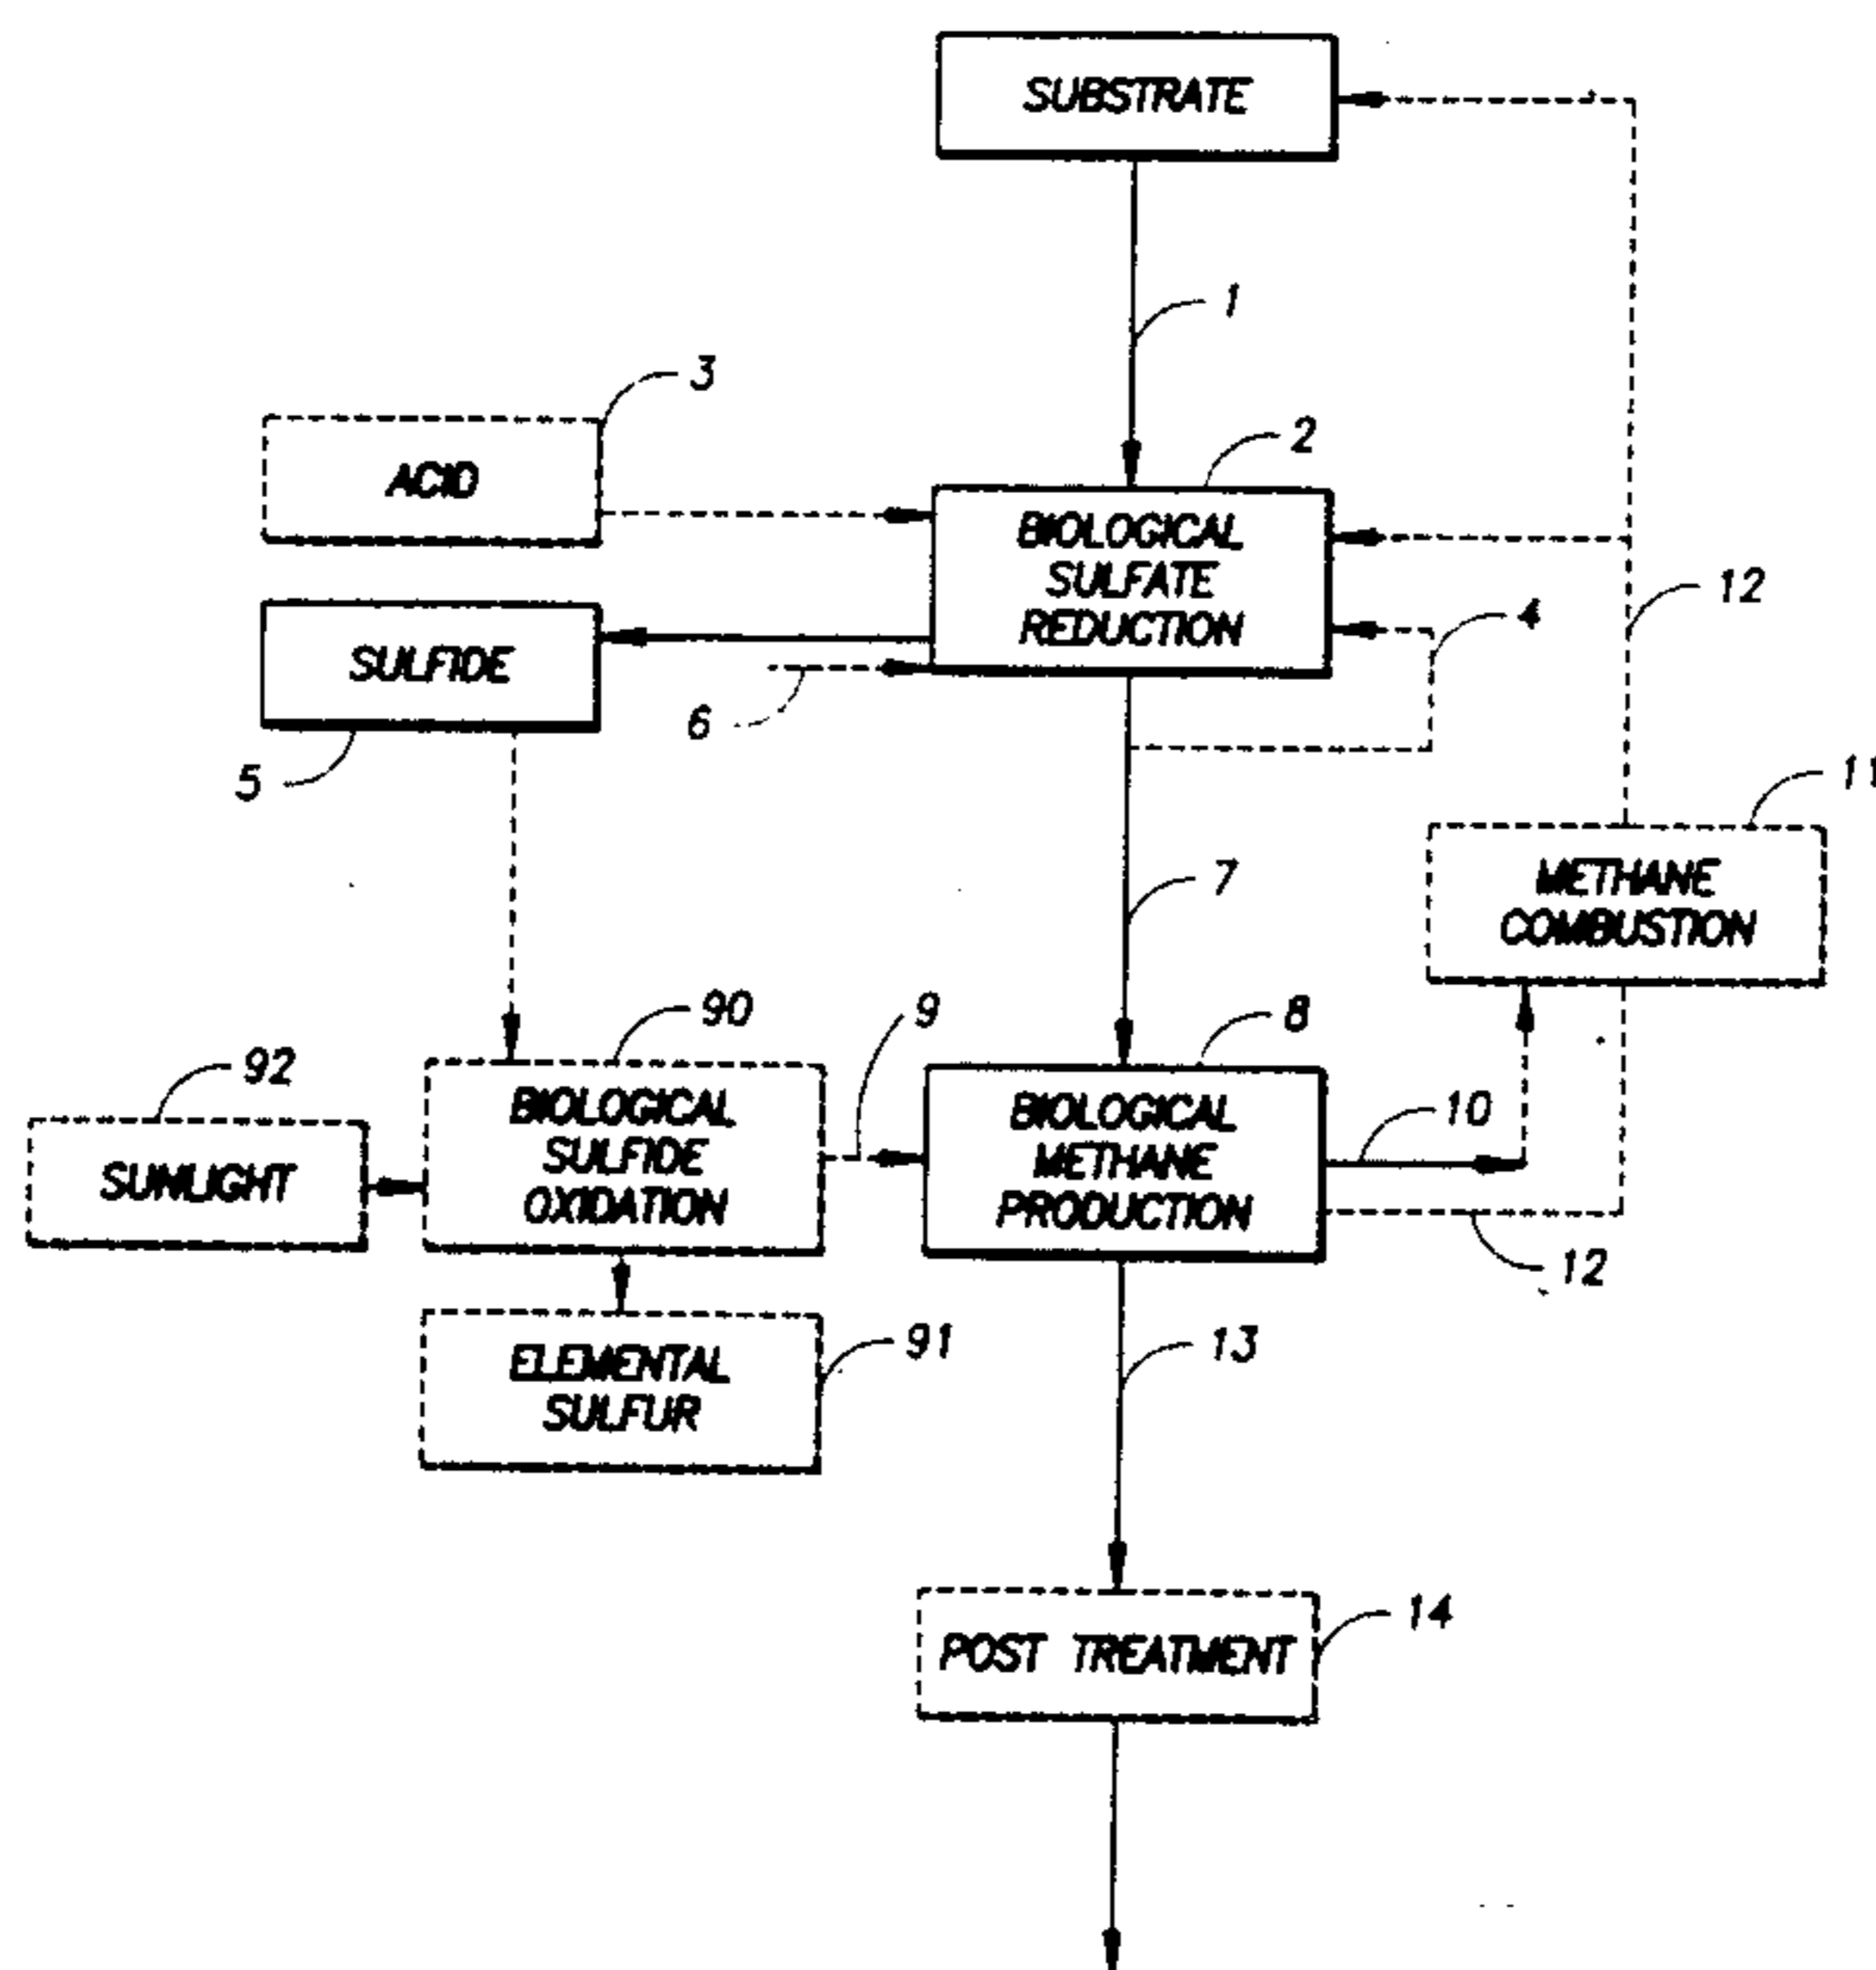 SUBSTRATE
1
3
ACID
2
BIOLOGICAL
SULFATE
REDUCTION
12
4
SULFIDE
6
5
11
METHANE
COMBUSTION
7
90
9
8
92
BIOLOGICAL
SULFIDE
OXIDATION
BIOLOGICAL
METHANE
PRODUCTION
10
SUNLIGHT
12
ELEMENTAL
SULFUR
91
13
14
POST TREATMENT